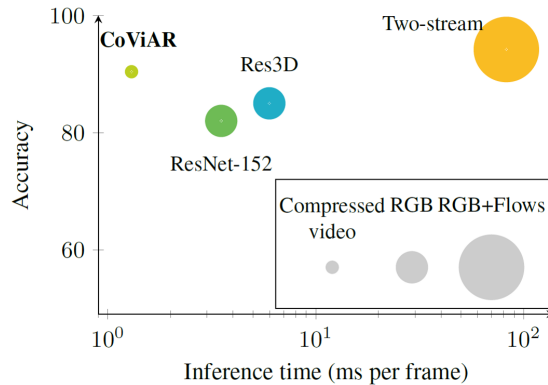 100
80
60
Accuracy
CoViAR
Res3D
ResNet-152
Two-stream
Compressed RGB RGB+Flows
video
10^0
10^1
10^2
Inference time (ms per frame)